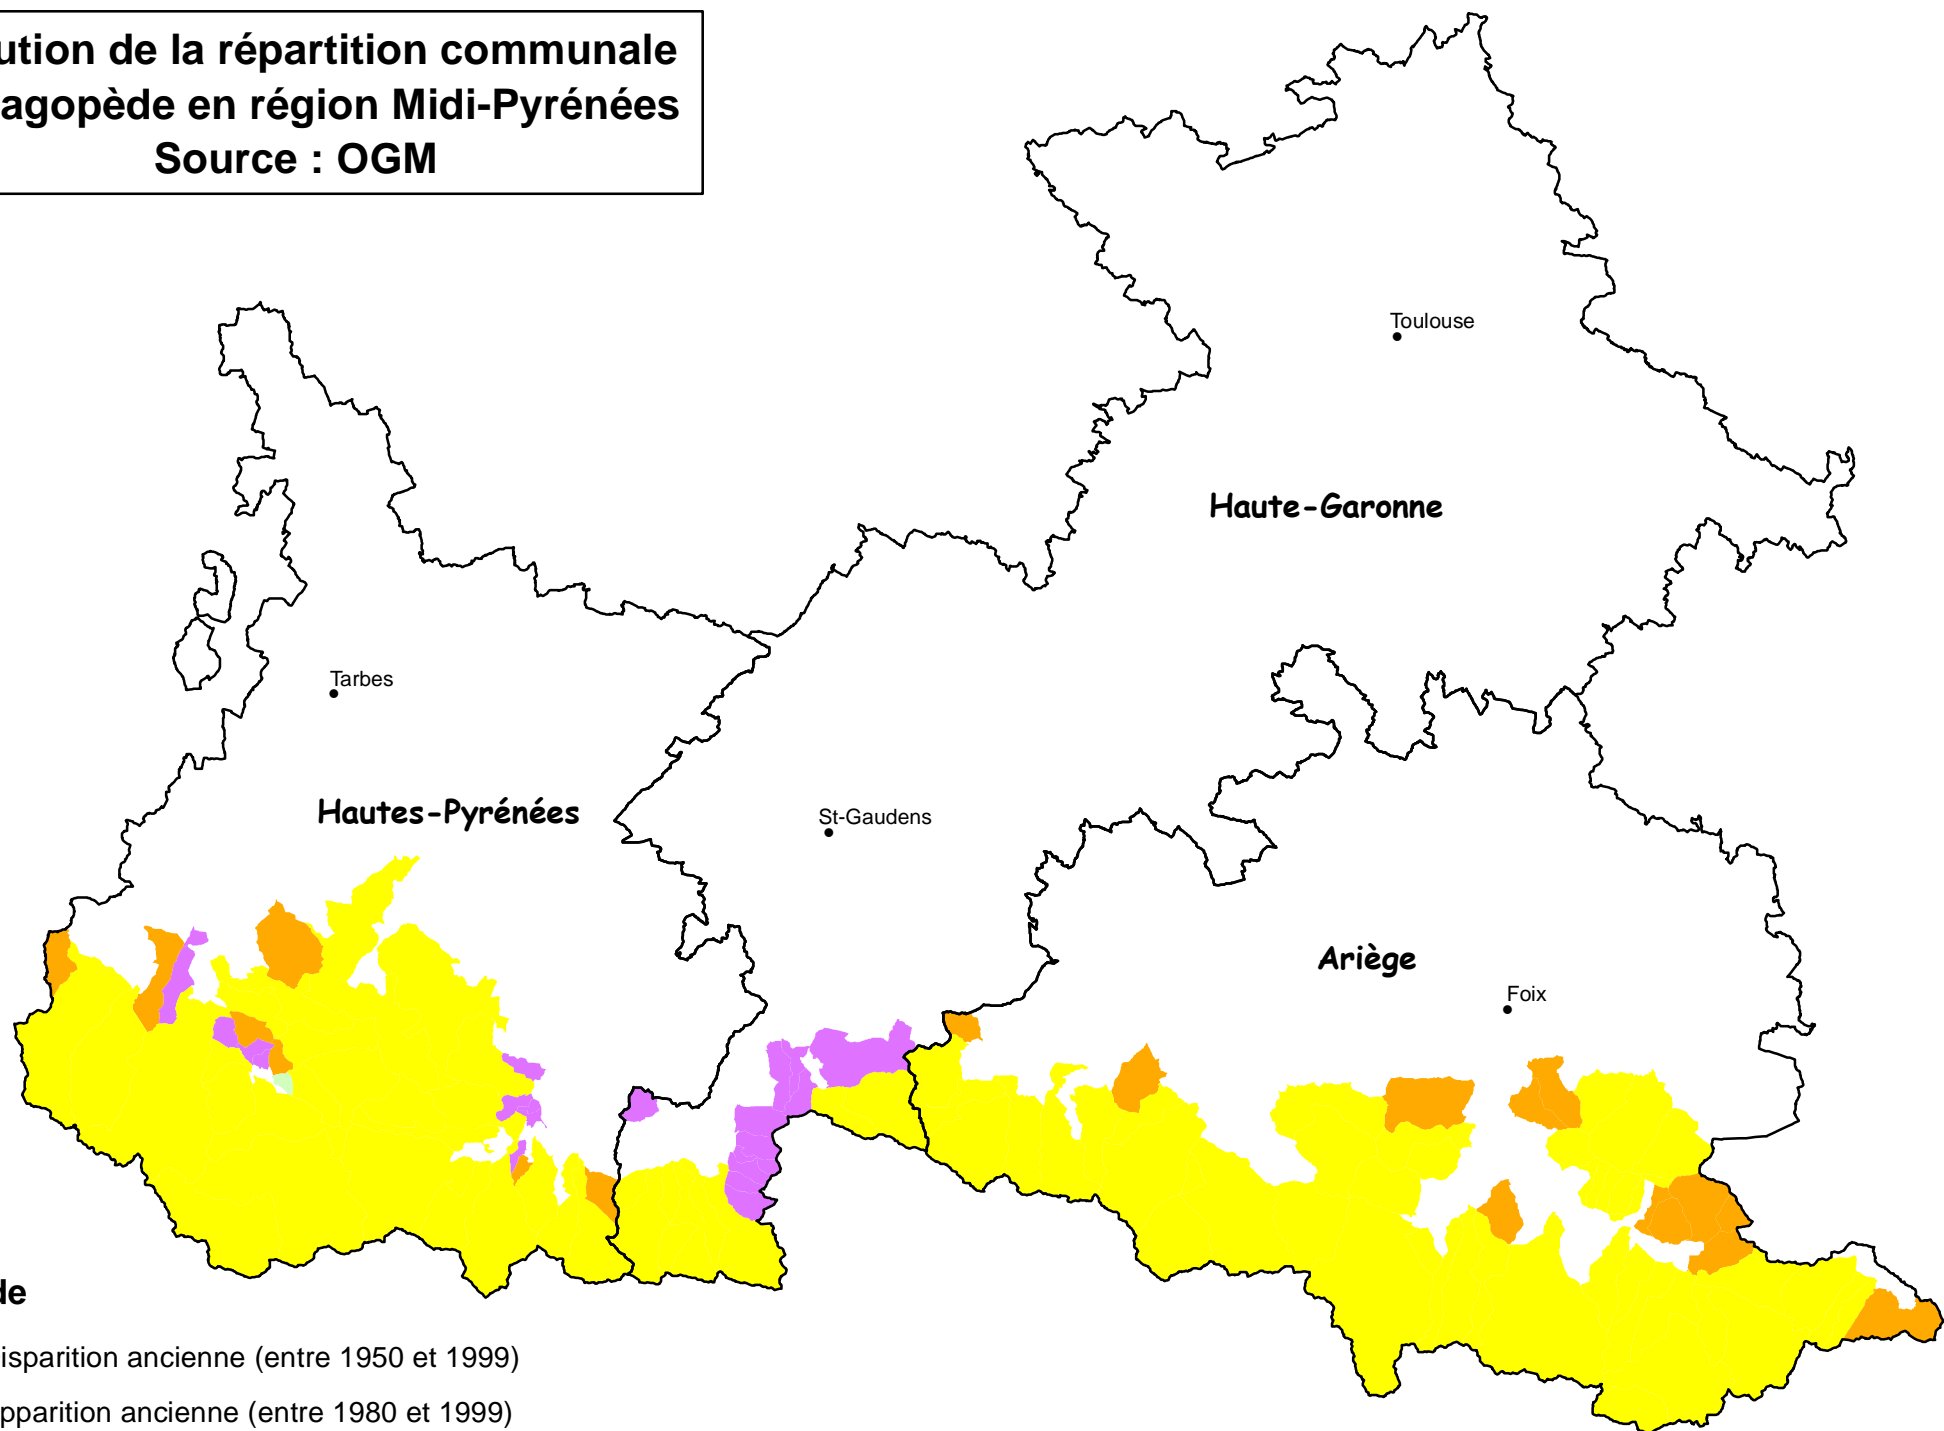 ution de la répartition communale
agopède en région Midi-Pyrénées
Source : OGM
Toulouse
Haute-Garonne
Tarbes
Hautes-Pyrénées
St-Gaudens
Ariège
Foix
de
isparition ancienne (entre 1950 et 1999)
pparition ancienne (entre 1980 et 1999)